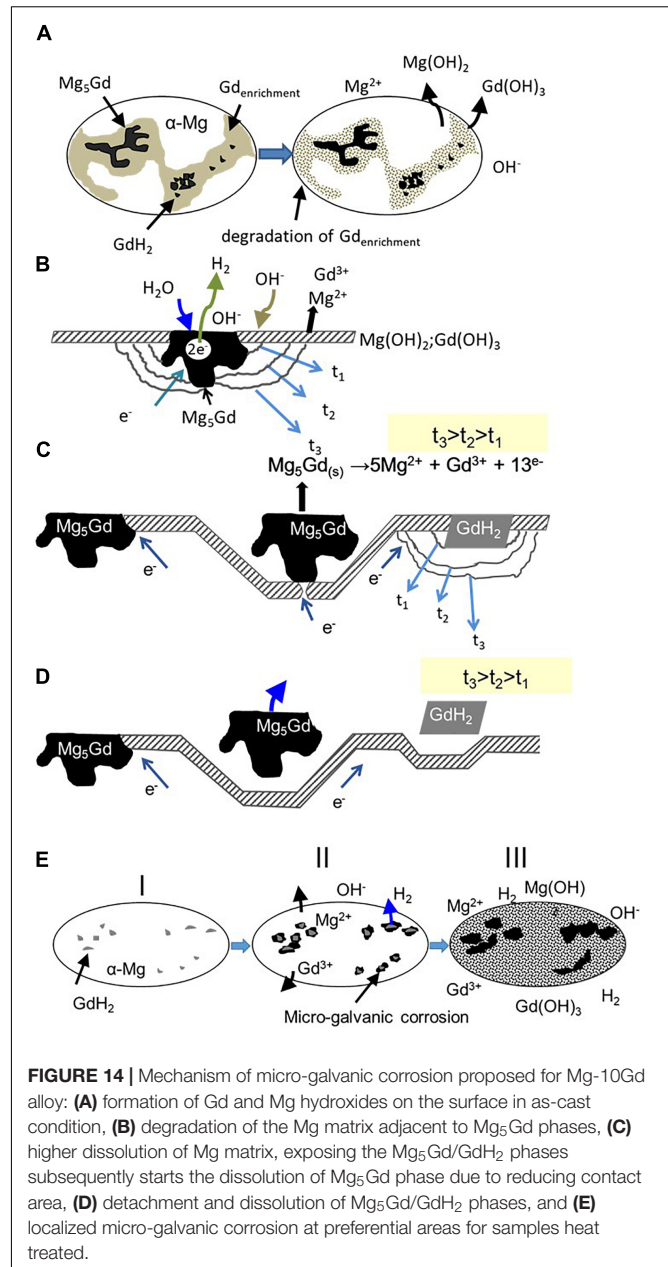 A
Mg₅Gd
α-Mg
Gd_enrichment
GdH₂
Mg²⁺
Mg(OH)₂
Gd(OH)₃
OH⁻
degradation of Gd_enrichment
B
H₂
H₂O
OH⁻
OH⁻
Gd³⁺
Mg²⁺
Mg(OH)₂;Gd(OH)₃
2e⁻
e⁻
Mg₅Gd
t₁
t₂
t₃
t₃>t₂>t₁
C
Mg₅Gd₍s₎ →5Mg²⁺ + Gd³⁺ + 13ᵉ⁻
Mg₅Gd
Mg₅Gd
GdH₂
e⁻
e⁻
e⁻
t₁
t₂
t₃
D
t₃>t₂>t₁
GdH₂
Mg₅Gd
Mg₅Gd
e⁻
e⁻
E
I
II
III
α-Mg
GdH₂
OH⁻
H₂
Mg²⁺
Gd³⁺
Micro-galvanic corrosion
Mg(OH)
2
Mg²⁺
H₂
OH⁻
Gd³⁺
Gd(OH)₃
H₂
FIGURE 14 | Mechanism of micro-galvanic corrosion proposed for Mg-10Gd
alloy: (A) formation of Gd and Mg hydroxides on the surface in as-cast
condition, (B) degradation of the Mg matrix adjacent to Mg₅Gd phases, (C)
higher dissolution of Mg matrix, exposing the Mg₅Gd/GdH₂ phases
subsequently starts the dissolution of Mg₅Gd phase due to reducing contact
area, (D) detachment and dissolution of Mg₅Gd/GdH₂ phases, and (E)
localized micro-galvanic corrosion at preferential areas for samples heat
treated.